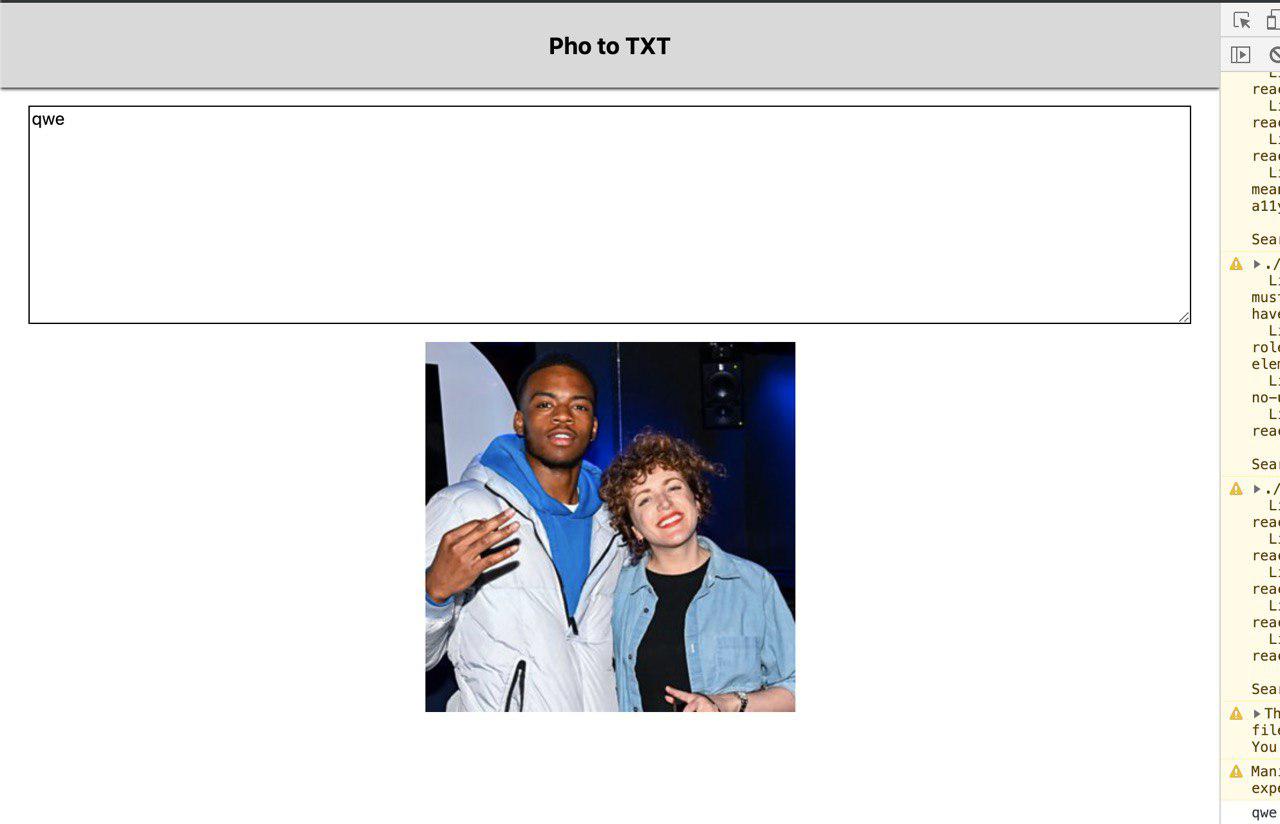 Pho to TXT
qwe
Li
reac
Li
reac
Li
reac
Li
mear
a11y
Sear
./
Li
must
have
Li
role
elem
Li
no-u
Li
reac
Sear
./
Li
reac
Li
reac
Li
reac
Li
reac
Li
reac
Sear
Th
file
You
Mani
expe
qwe